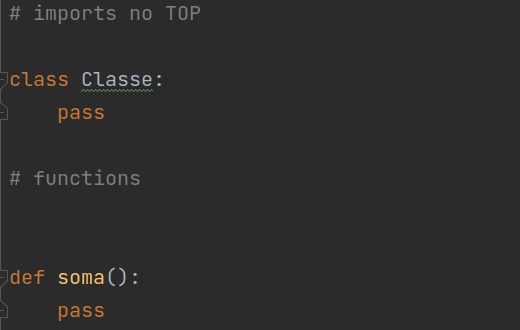 # imports no TOP
class Classe:
    pass
# functions
def soma():
    pass